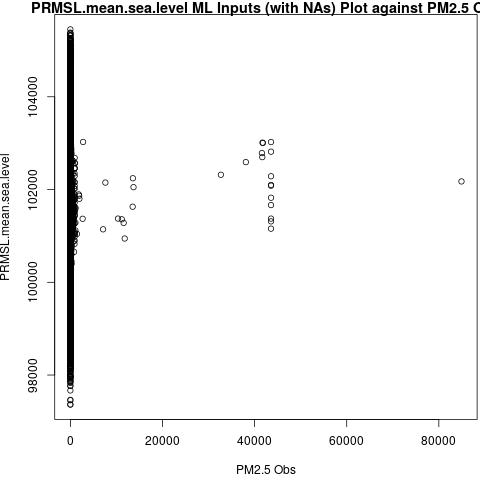 PRMSL.mean.sea.level ML Inputs (with NAs) Plot against PM2.5 O
PRMSL.mean.sea.level
104000
102000
100000
98000
0 20000 40000 60000 80000
PM2.5 Obs